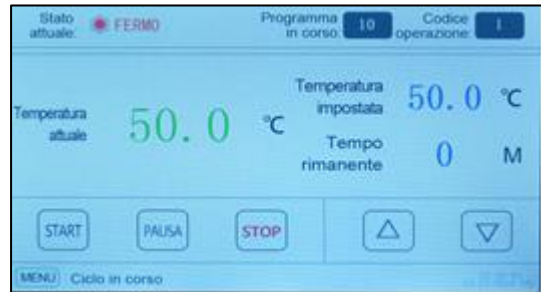 Stato attuale: FERMO
Programma in corso: 10
Codice operazione: 1
Temperatura attuale 50.0 °C
Temperatura impostata 50.0 °C
Tempo rimanente 0 M
START PAUSA STOP △ ▽
MENU Ciclo in corso